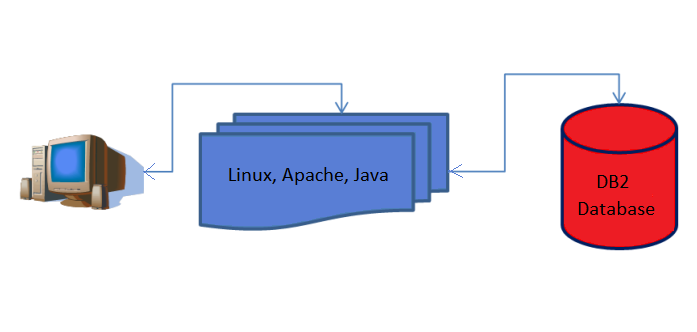 Linux, Apache, Java
DB2
Database